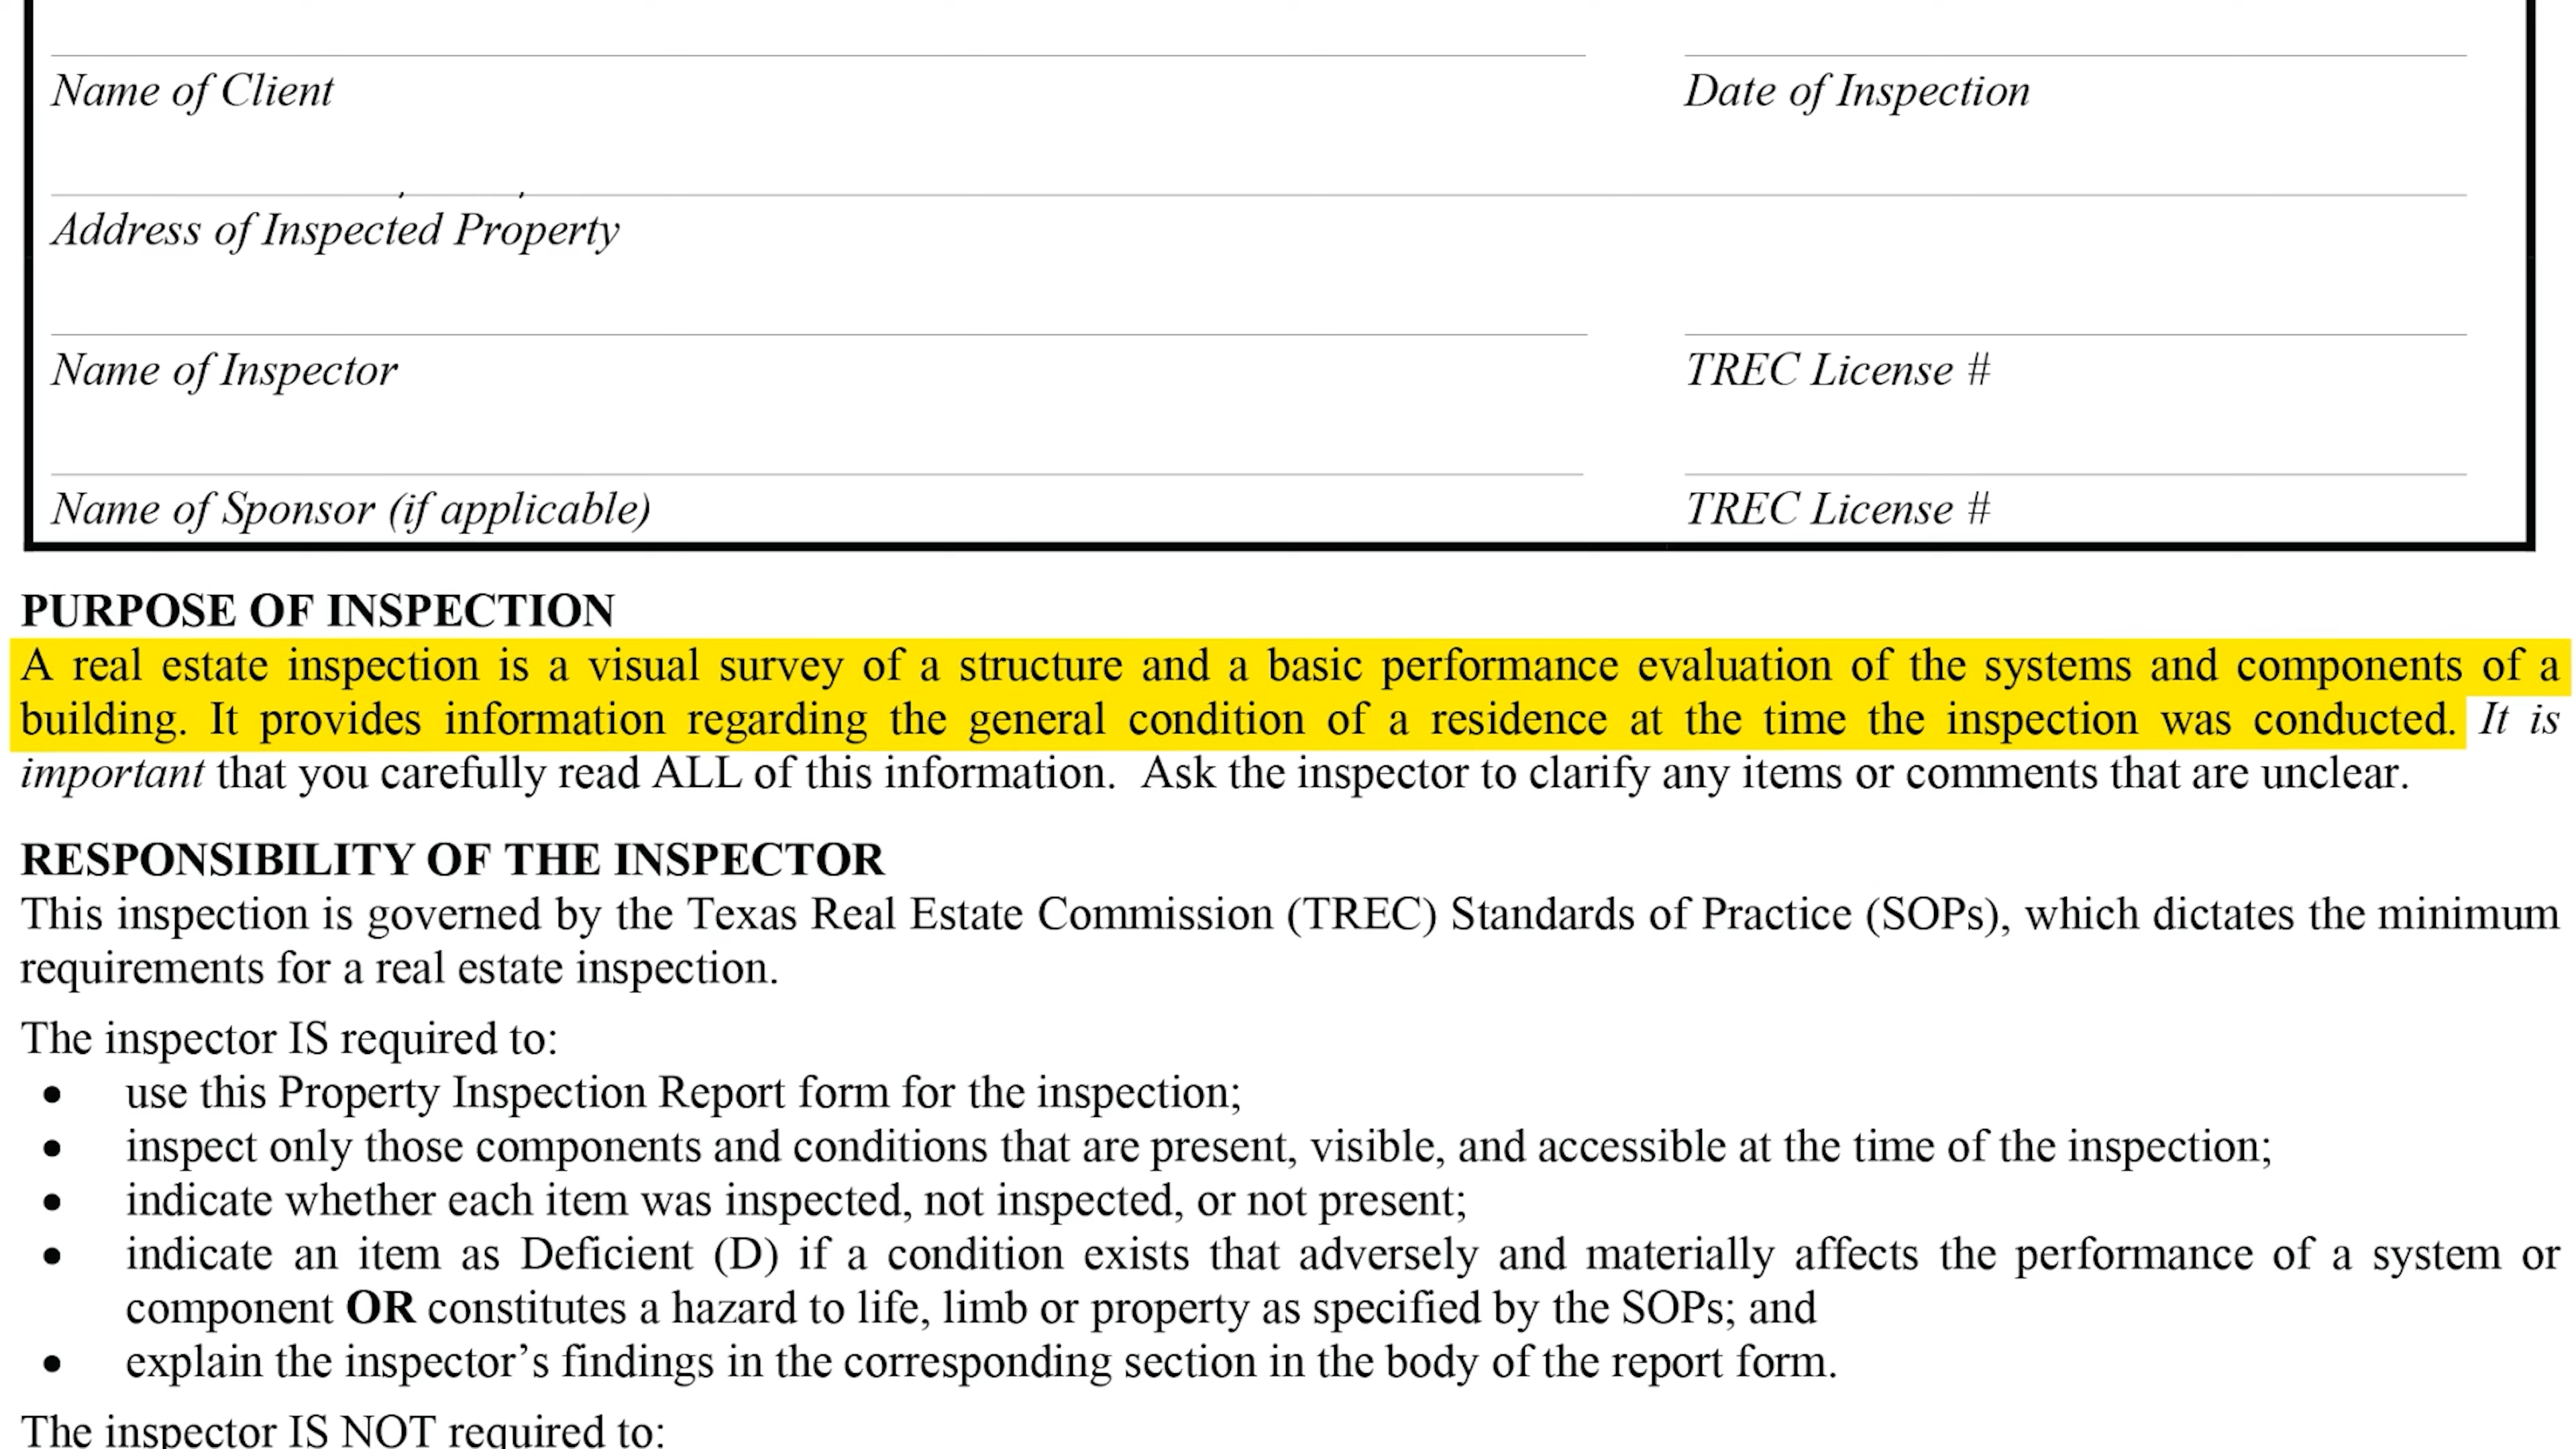 Name of Client Date of Inspection
Address of Inspected Property
Name of Inspector TREC License #
Name of Sponsor (if applicable) TREC License #
PURPOSE OF INSPECTION
A real estate inspection is a visual survey of a structure and a basic performance evaluation of the systems and components of a
building. It provides information regarding the general condition of a residence at the time the inspection was conducted. It is
important that you carefully read ALL of this information. Ask the inspector to clarify any items or comments that are unclear.
RESPONSIBILITY OF THE INSPECTOR
This inspection is governed by the Texas Real Estate Commission (TREC) Standards of Practice (SOPs), which dictates the minimum
requirements for a real estate inspection.
The inspector IS required to:
• use this Property Inspection Report form for the inspection;
• inspect only those components and conditions that are present, visible, and accessible at the time of the inspection;
• indicate whether each item was inspected, not inspected, or not present;
• indicate an item as Deficient (D) if a condition exists that adversely and materially affects the performance of a system or
component OR constitutes a hazard to life, limb or property as specified by the SOPs; and
• explain the inspector’s findings in the corresponding section in the body of the report form.
The inspector IS NOT required to: